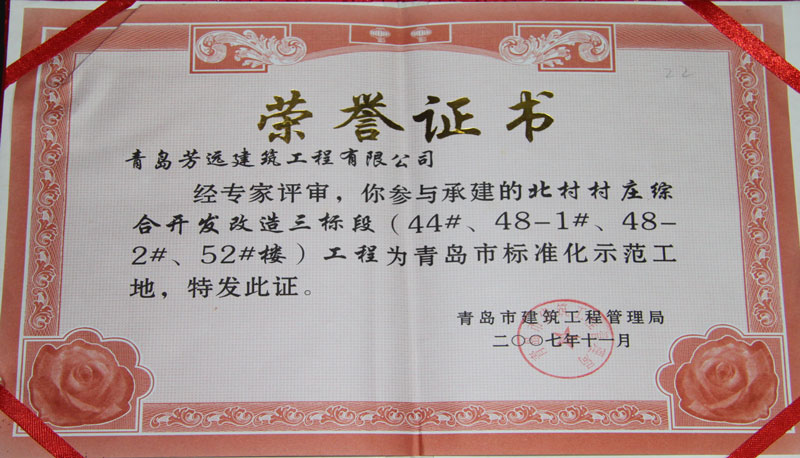 22
荣誉证书
青岛芳远建筑工程有限公司
经专家评审，你参与承建的北村村庄综
合开发改造三标段（44#、48-1#、48-
2#、52#楼）工程为青岛市标准化示范工
地，特发此证。
青岛市建筑工程管理局
二〇〇七年十一月